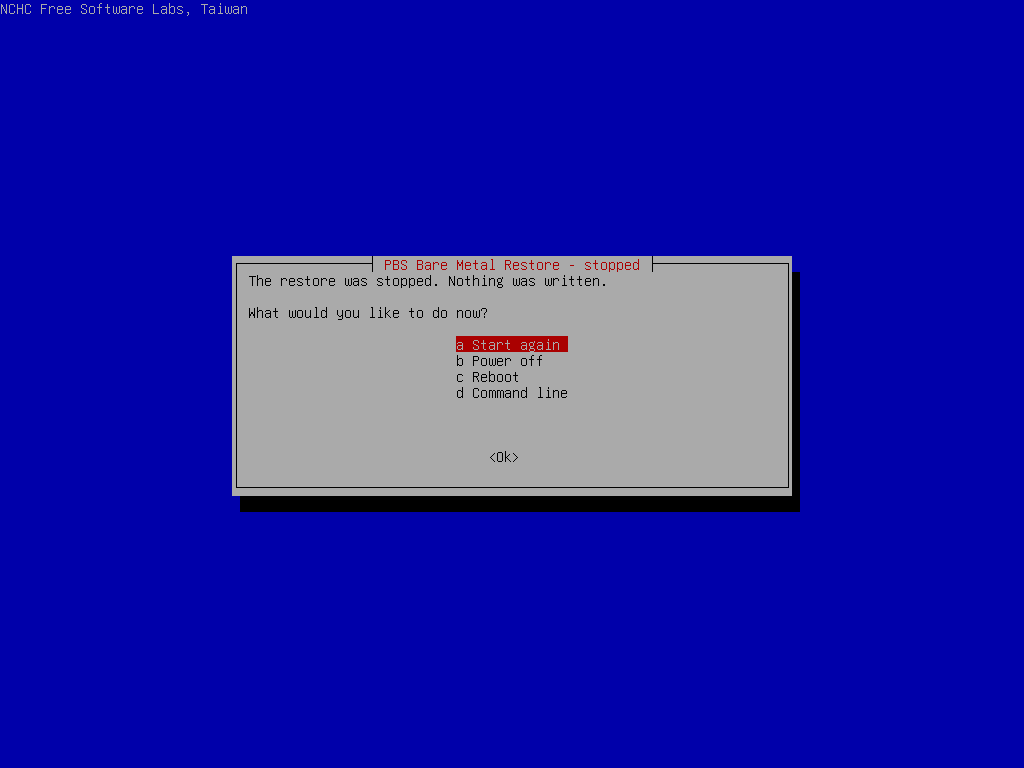 NCHC Free Software Labs, Taiwan
PBS Bare Metal Restore - stopped
The restore was stopped. Nothing was written.
What would you like to do now?
a Start again
b Power off
c Reboot
d Command line
<Ok>